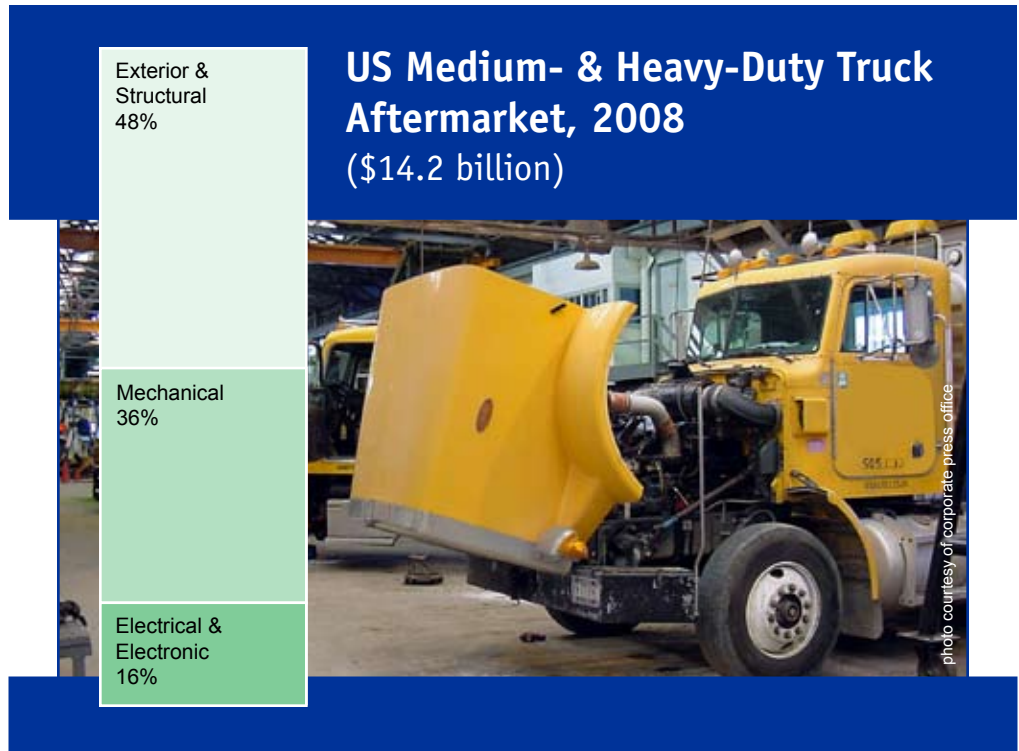 US Medium- & Heavy-Duty Truck
Aftermarket, 2008
($14.2 billion)
Exterior &
Structural
48%
Mechanical
36%
Electrical &
Electronic
16%
photo courtesy of corporate press office